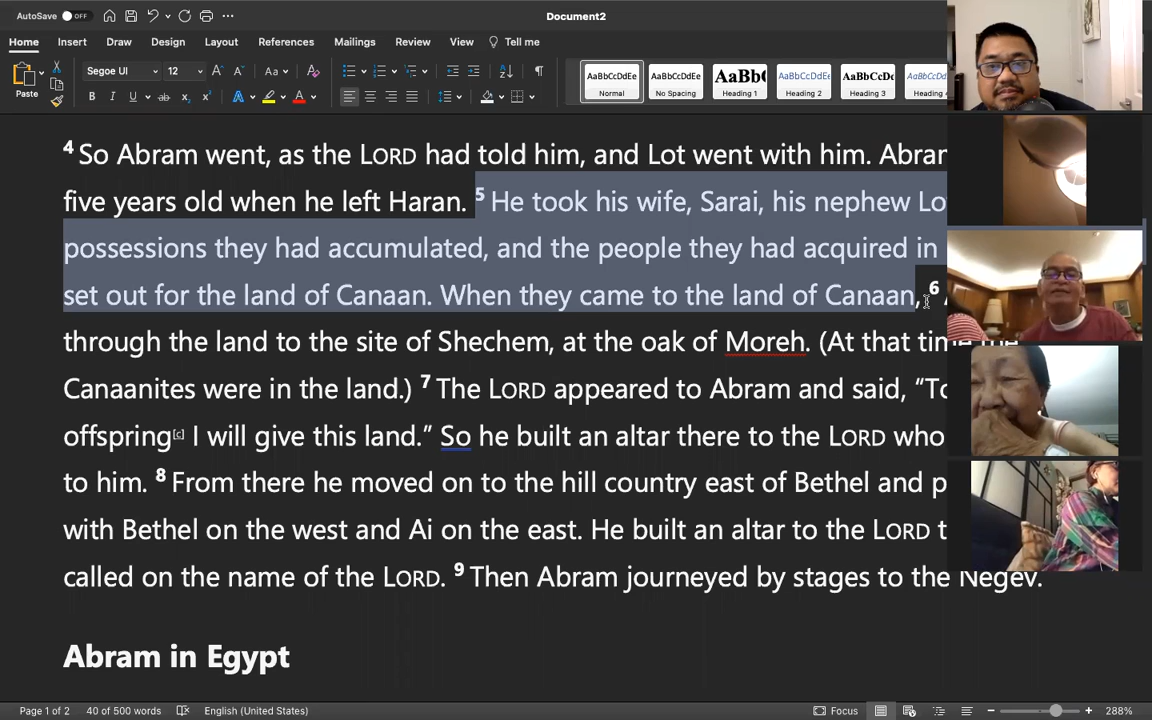 AutoSave OFF Document2
Home Insert Draw Design Layout References Mailings Review View Tell me
Paste Segoe UI 12 Aa AaBbCcDdEe AaBbCcDdEe AaBb( AaBbCcDdEe AaBbCcDc AaBbCcDdEe
Normal No Spacing Heading 1 Heading 2 Heading 3 Heading
4 So Abram went, as the LORD had told him, and Lot went with him.
five years old when he left Haran. 5 He took his wife, Sarai, his nephew
possessions they had accumulated, and the people they had acquired in
set out for the land of Canaan. When they came to the land of Canaan, 6
through the land to the site of Shechem, at the oak of Moreh. (At that time the
Canaanites were in the land.) 7 The LORD appeared to Abram and said,
offspring[c] I will give this land.” So he built an altar there to the LORD who
to him. 8 From there he moved on to the hill country east of Bethel and
with Bethel on the west and Ai on the east. He built an altar to the LORD
called on the name of the LORD. 9 Then Abram journeyed by stages to the Negev.
Abram in Egypt
Page 1 of 2 40 of 500 words English (United States) Focus 288%